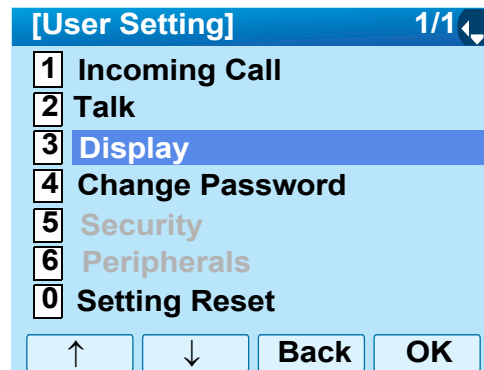 [User Setting] 1/1
1 Incoming Call
2 Talk
3 Display
4 Change Password
5 Security
6 Peripherals
0 Setting Reset
↑ ↓ Back OK